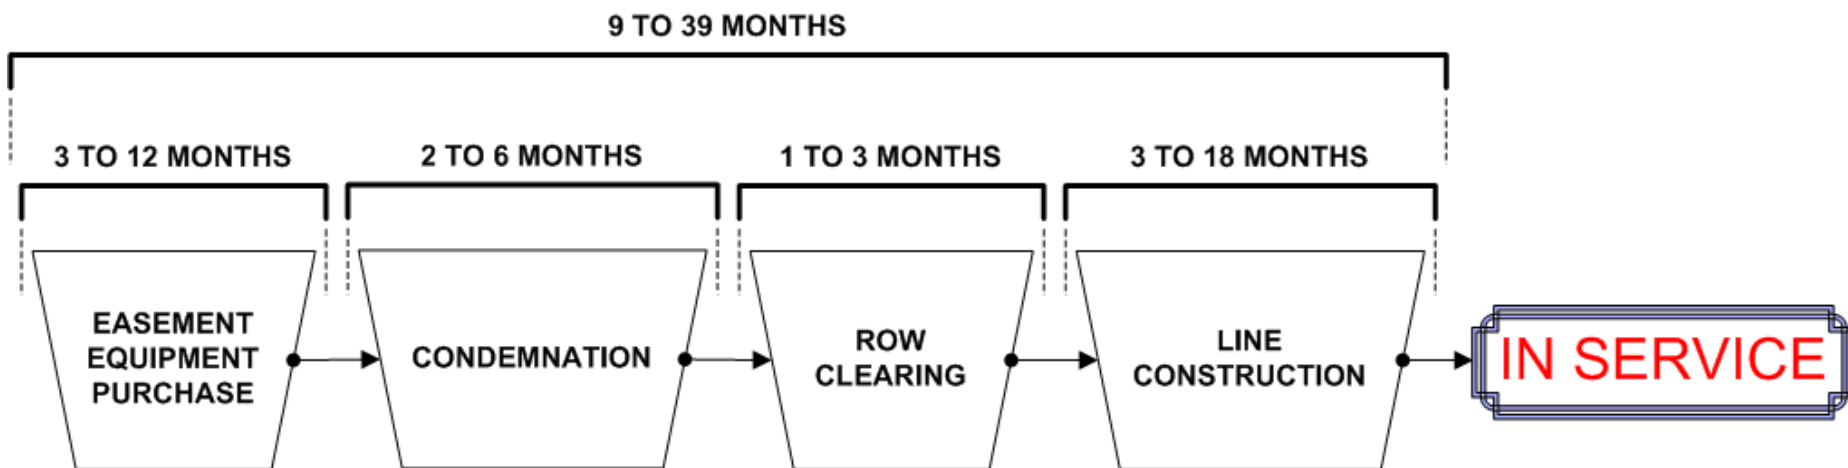 9 TO 39 MONTHS
3 TO 12 MONTHS
2 TO 6 MONTHS
1 TO 3 MONTHS
3 TO 18 MONTHS
EASEMENT
EQUIPMENT
PURCHASE
CONDEMNATION
ROW
CLEARING
LINE
CONSTRUCTION
IN SERVICE